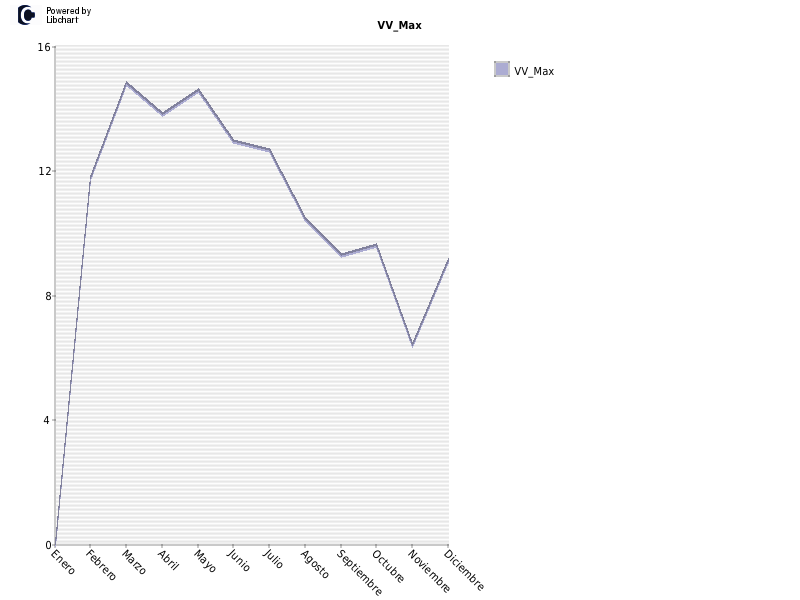 Powered by
Libchart
VV_Max
VV_Max
16
12
8
4
0
Enero
Febrero
Marzo
Abril
Mayo
Junio
Julio
Agosto
Septiembre
Octubre
Noviembre
Diciembre